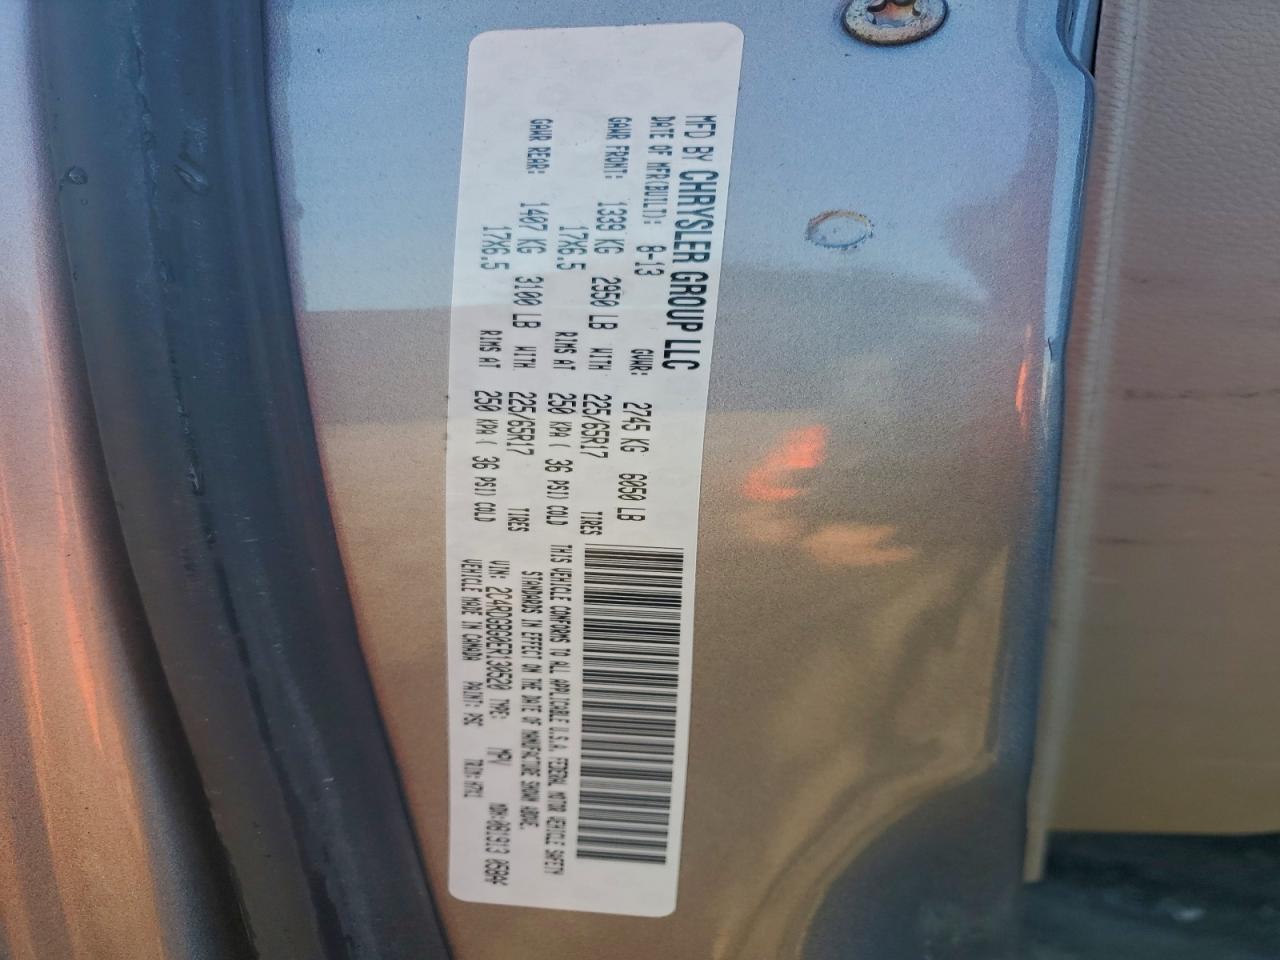 MFD BY CHRYSLER GROUP LLC
DATE OF MFR(BUILT): 8-13 GVWR: 2745 KG 6050 LB
GAWR FRONT: 1339 KG 2950 LB WITH 225/65R17 TIRES
17X6.5 RIMS AT 250 KPA ( 36 PSI) COLD
GAWR REAR: 1407 KG 3100 LB WITH 225/65R17 TIRES
17X6.5 RIMS AT 250 KPA ( 36 PSI) COLD
THIS VEHICLE CONFORMS TO ALL APPLICABLE U.S.A. FEDERAL MOTOR VEHICLE SAFETY
STANDARDS IN EFFECT ON THE DATE OF MANUFACTURE SHOWN ABOVE.
VIN: 2C4RDGBG0ER130520 TYPE: MPV
VEHICLE MADE IN CANADA PAINT: PSC TRIM: